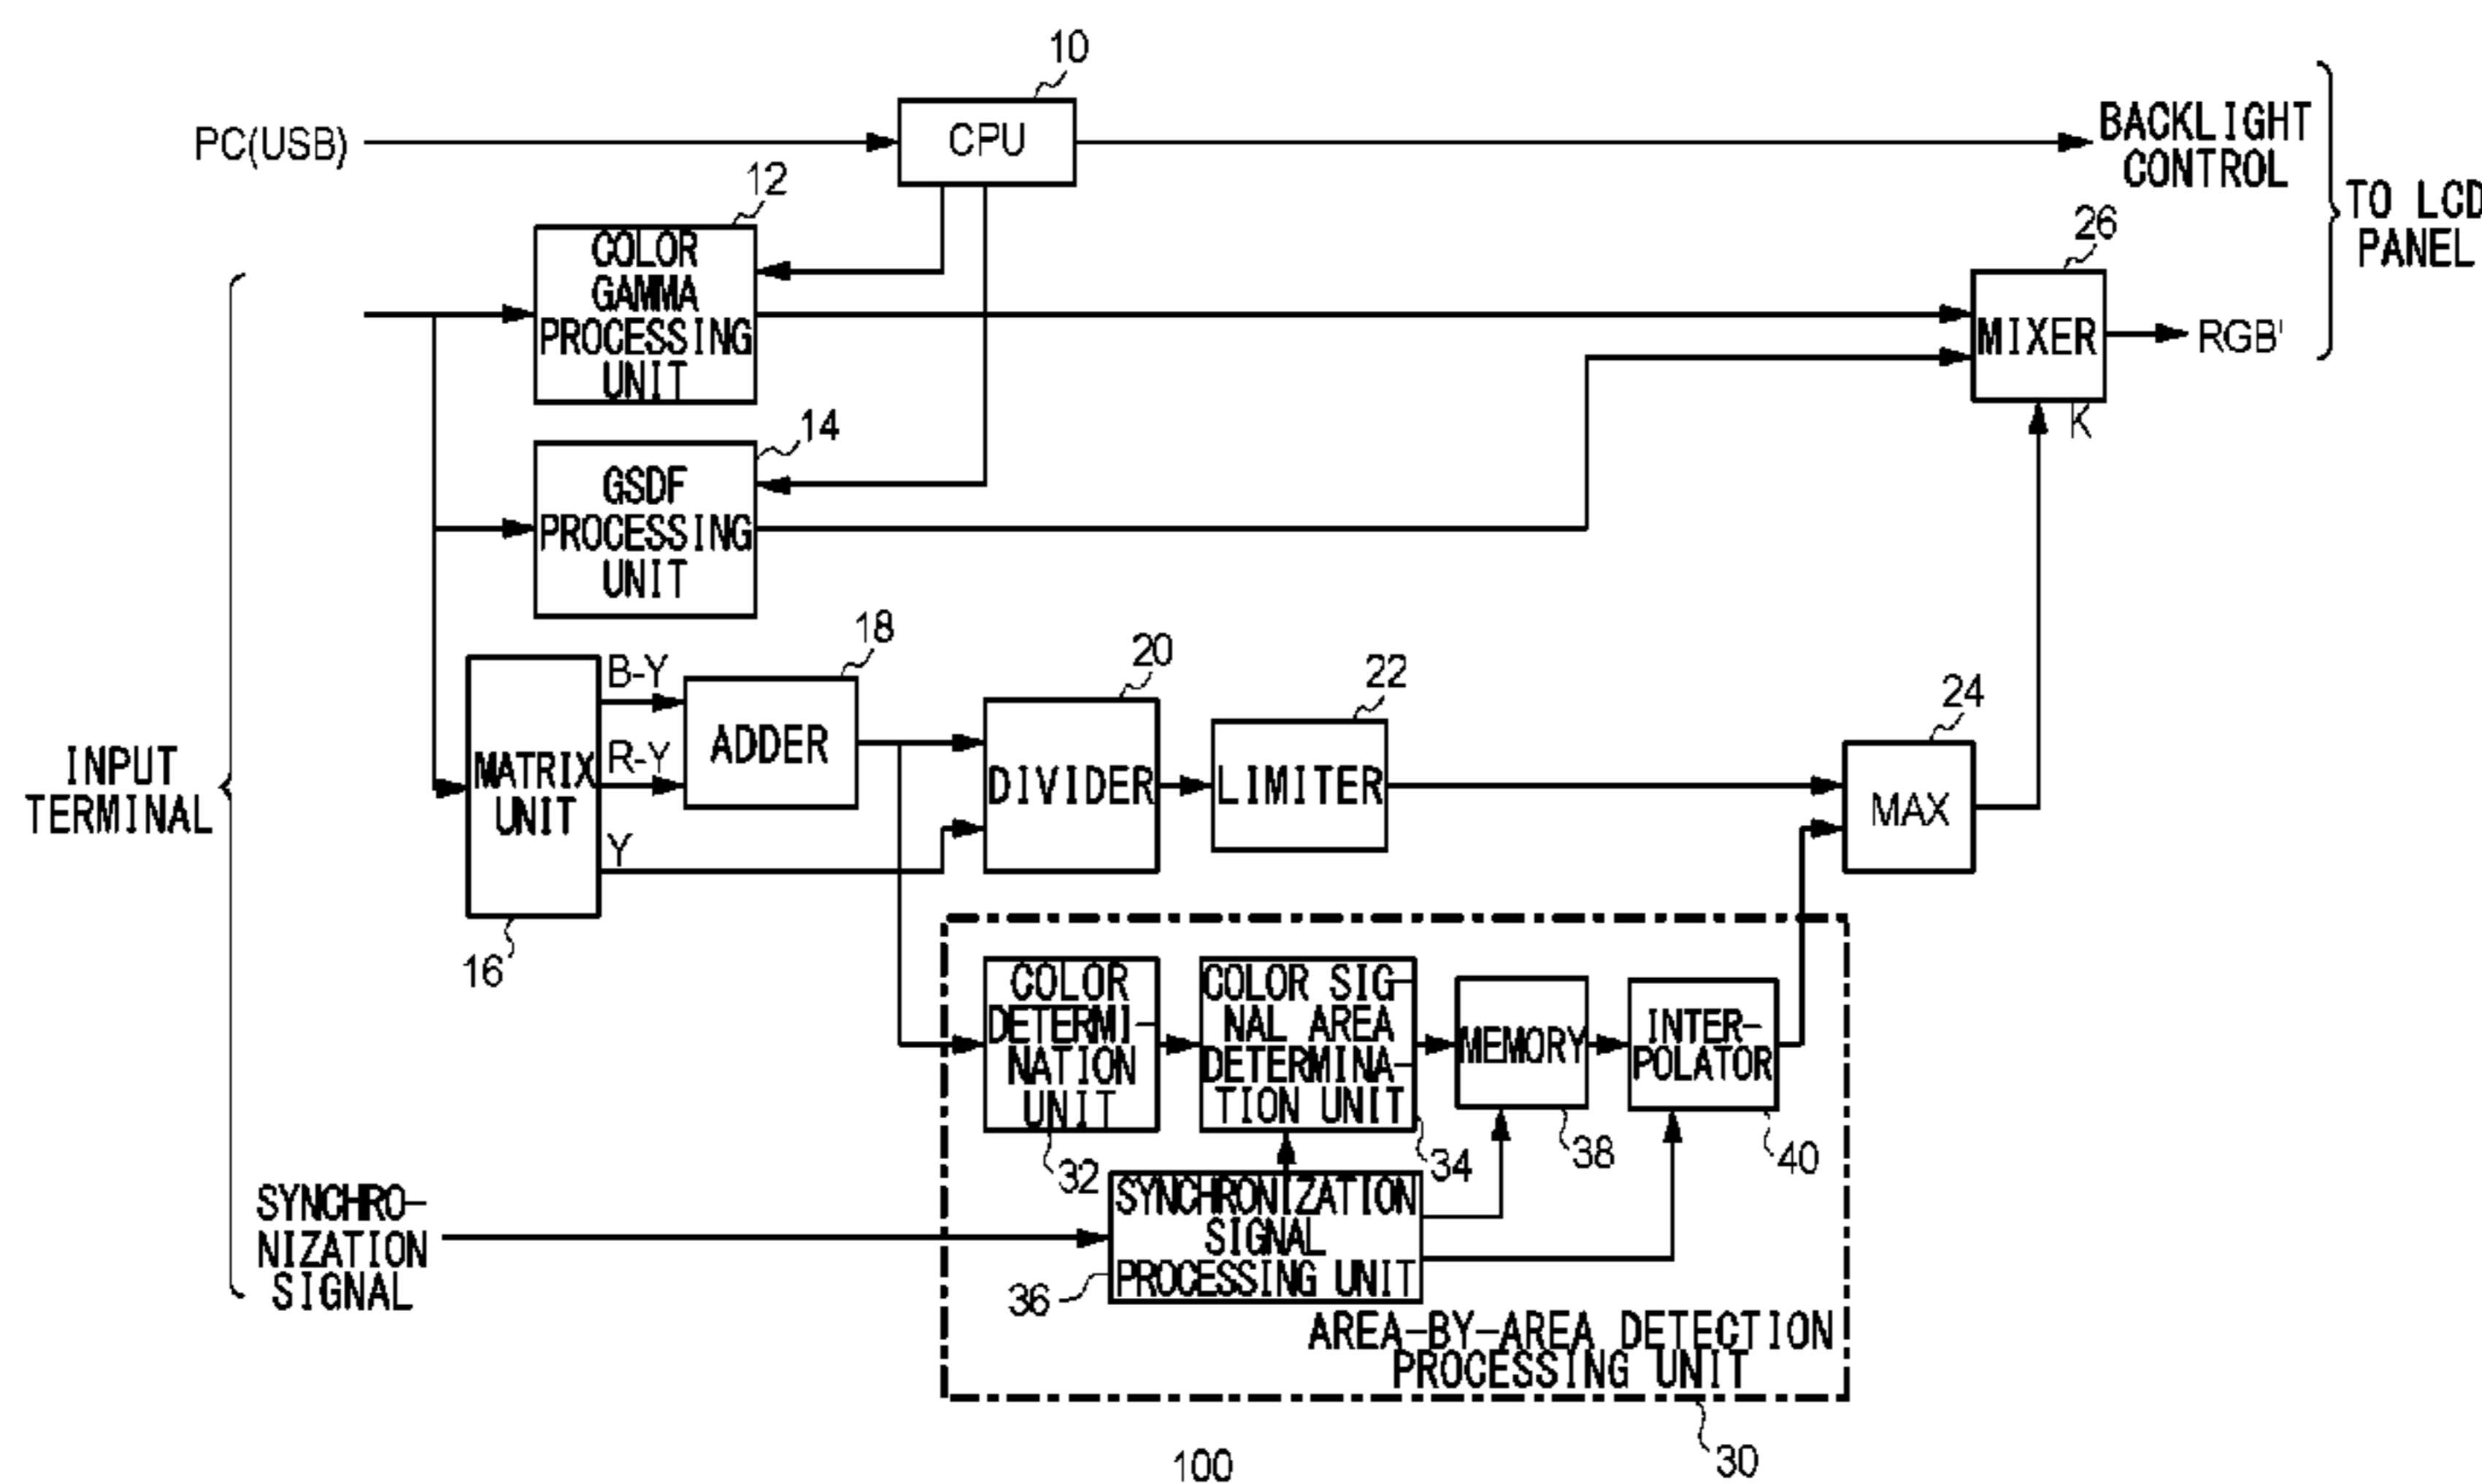 10
PC(USB)
CPU
BACKLIGHT
CONTROL
TO LCD
PANEL
12
COLOR
GAMMA
PROCESSING
UNIT
26
MIXER
RGB'
K
14
GSDF
PROCESSING
UNIT
INPUT
TERMINAL
MATRIX
UNIT
16
B-Y
R-Y
Y
18
ADDER
20
DIVIDER
22
LIMITER
24
MAX
COLOR
DETERMI-
NATION
UNIT
32
COLOR SIG-
NAL AREA
DETERMINA-
TION UNIT
34
MEMORY
38
INTER-
POLATOR
40
SYNCHRO-
NIZATION
SIGNAL
SYNCHRONIZATION
SIGNAL
PROCESSING UNIT
36
AREA-BY-AREA DETECTION
PROCESSING UNIT
30
100